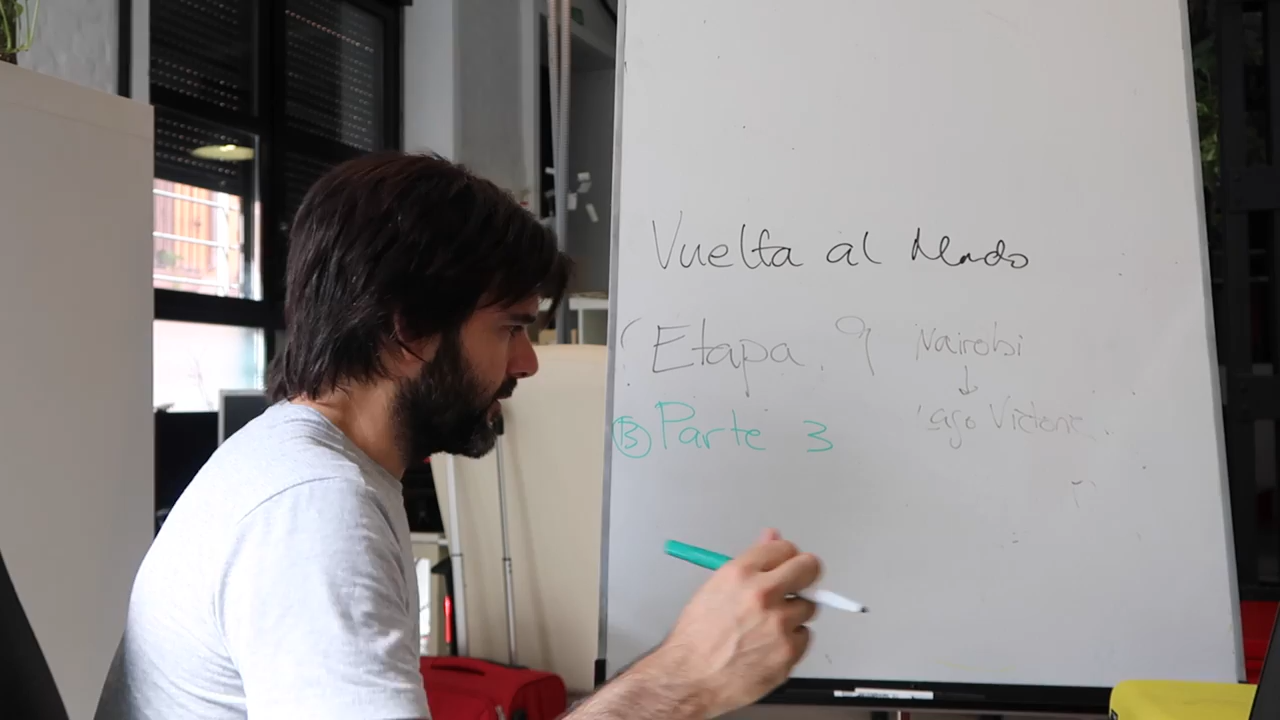 Vuelta al Mundo
Etapa 9 Nairobi
↓
Lago Victoria
B Parte 3